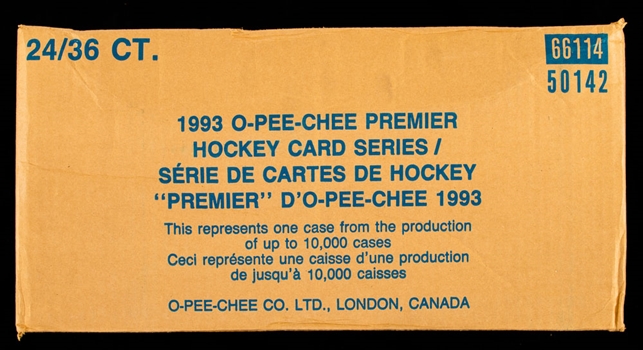 24/36 CT.
66114
50142
1993 O-PEE-CHEE PREMIER
HOCKEY CARD SERIES /
SÉRIE DE CARTES DE HOCKEY
"PREMIER" D'O-PEE-CHEE 1993
This represents one case from the production
of up to 10,000 cases
Ceci représente une caisse d'une production
de jusqu'à 10,000 caisses
O-PEE-CHEE CO. LTD., LONDON, CANADA